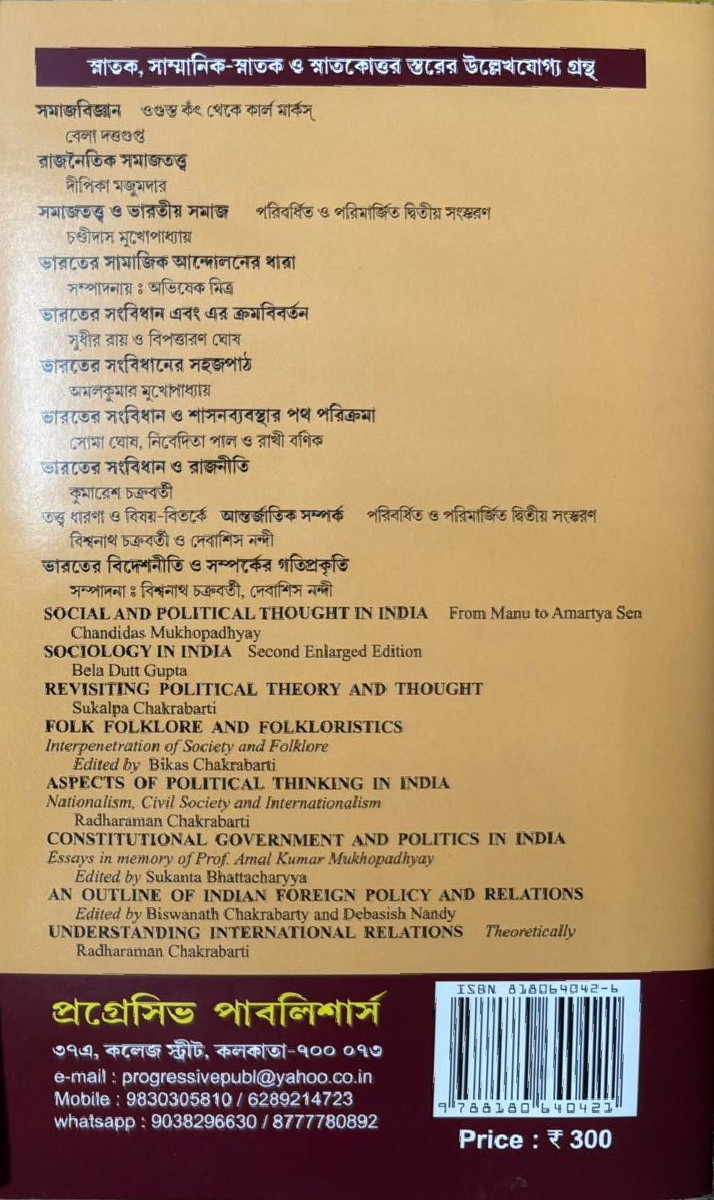 স্নাতক, সাম্মানিক-স্নাতক ও স্নাতকোত্তর স্তরের উল্লেখযোগ্য গ্রন্থ
সমাজবিজ্ঞান ওগুস্ত কঁৎ থেকে কার্ল মার্কস্
বেলা দত্তগুপ্ত
রাজনৈতিক সমাজতত্ত্ব
দীপিকা মজুমদার
সমাজতত্ত্ব ও ভারতীয় সমাজ পরিবর্ধিত ও পরিমার্জিত দ্বিতীয় সংস্করণ
চণ্ডীদাস মুখোপাধ্যায়
ভারতের সামাজিক আন্দোলনের ধারা
সম্পাদনায় : অভিষেক মিত্র
ভারতের সংবিধান এবং এর ক্রমবিবর্তন
সুধীর রায় ও বিপত্তারণ ঘোষ
ভারতের সংবিধানের সহজপাঠ
অমলকুমার মুখোপাধ্যায়
ভারতের সংবিধান ও শাসনব্যবস্থার পথ পরিক্রমা
সোমা ঘোষ, নিবেদিতা পাল ও রাখী বণিক
ভারতের সংবিধান ও রাজনীতি
কুমারেশ চক্রবর্তী
তত্ত্ব ধারণা ও বিষয়-বিতর্কে আন্তর্জাতিক সম্পর্ক পরিবর্ধিত ও পরিমার্জিত দ্বিতীয় সংস্করণ
বিশ্বনাথ চক্রবর্তী ও দেবাশিস নন্দী
ভারতের বিদেশনীতি ও সম্পর্কের গতিপ্রকৃতি
সম্পাদনা : বিশ্বনাথ চক্রবর্তী, দেবাশিস নন্দী
SOCIAL AND POLITICAL THOUGHT IN INDIA From Manu to Amartya Sen
Chandidas Mukhopadhyay
SOCIOLOGY IN INDIA Second Enlarged Edition
Bela Dutt Gupta
REVISITING POLITICAL THEORY AND THOUGHT
Sukalpa Chakrabarti
FOLK FOLKLORE AND FOLKLORISTICS
Interpenetration of Society and Folklore
Edited by Bikas Chakrabarti
ASPECTS OF POLITICAL THINKING IN INDIA
Nationalism, Civil Society and Internationalism
Radharaman Chakrabarti
CONSTITUTIONAL GOVERNMENT AND POLITICS IN INDIA
Essays in memory of Prof. Amal Kumar Mukhopadhyay
Edited by Sukanta Bhattacharyya
AN OUTLINE OF INDIAN FOREIGN POLICY AND RELATIONS
Edited by Biswanath Chakrabarty and Debasish Nandy
UNDERSTANDING INTERNATIONAL RELATIONS Theoretically
Radharaman Chakrabarti
প্রগ্রেসিভ পাবলিশার্স
৩৭এ, কলেজ স্ট্রীট, কলকাতা-৭০০ ০৭৩
e-mail : progressivepubl@yahoo.co.in
Mobile : 9830305810 / 6289214723
whatsapp : 9038296630 / 8777780892
ISBN 818064042-6
9 788180 640421
Price : ₹ 300